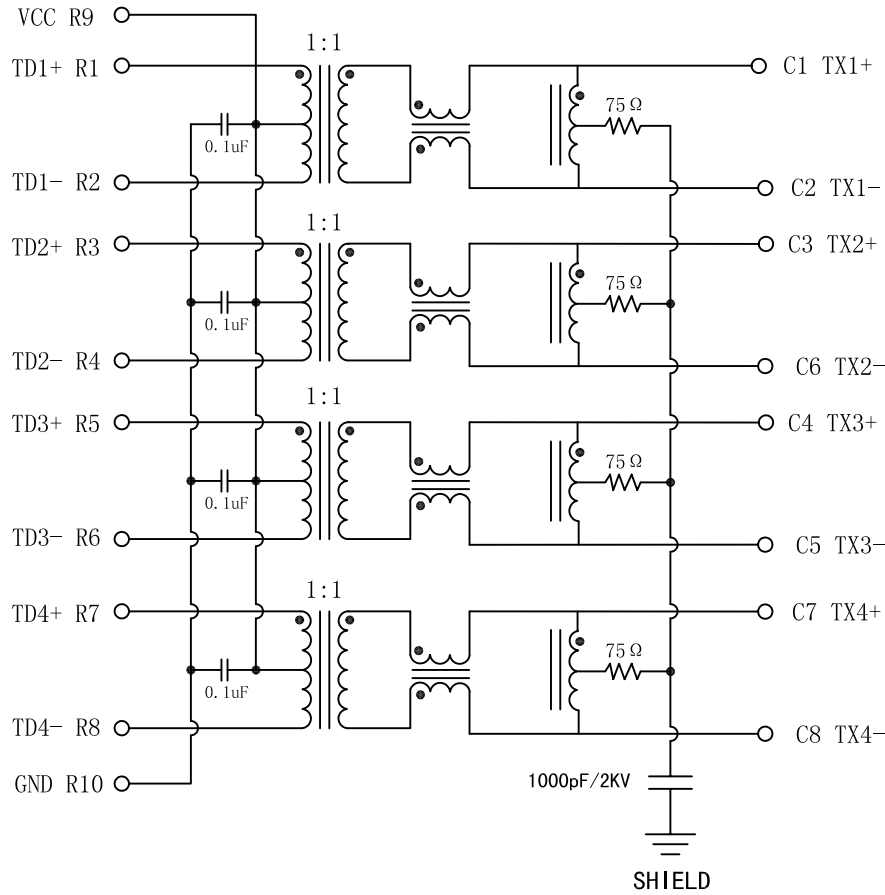 VCC R9
1:1
TD1+ R1
C1 TX1+
75Ω
0.1uF
TD1- R2
C2 TX1-
1:1
TD2+ R3
C3 TX2+
75Ω
0.1uF
TD2- R4
C6 TX2-
1:1
TD3+ R5
C4 TX3+
75Ω
0.1uF
TD3- R6
C5 TX3-
1:1
TD4+ R7
C7 TX4+
75Ω
0.1uF
TD4- R8
C8 TX4-
GND R10
1000pF/2KV
SHIELD